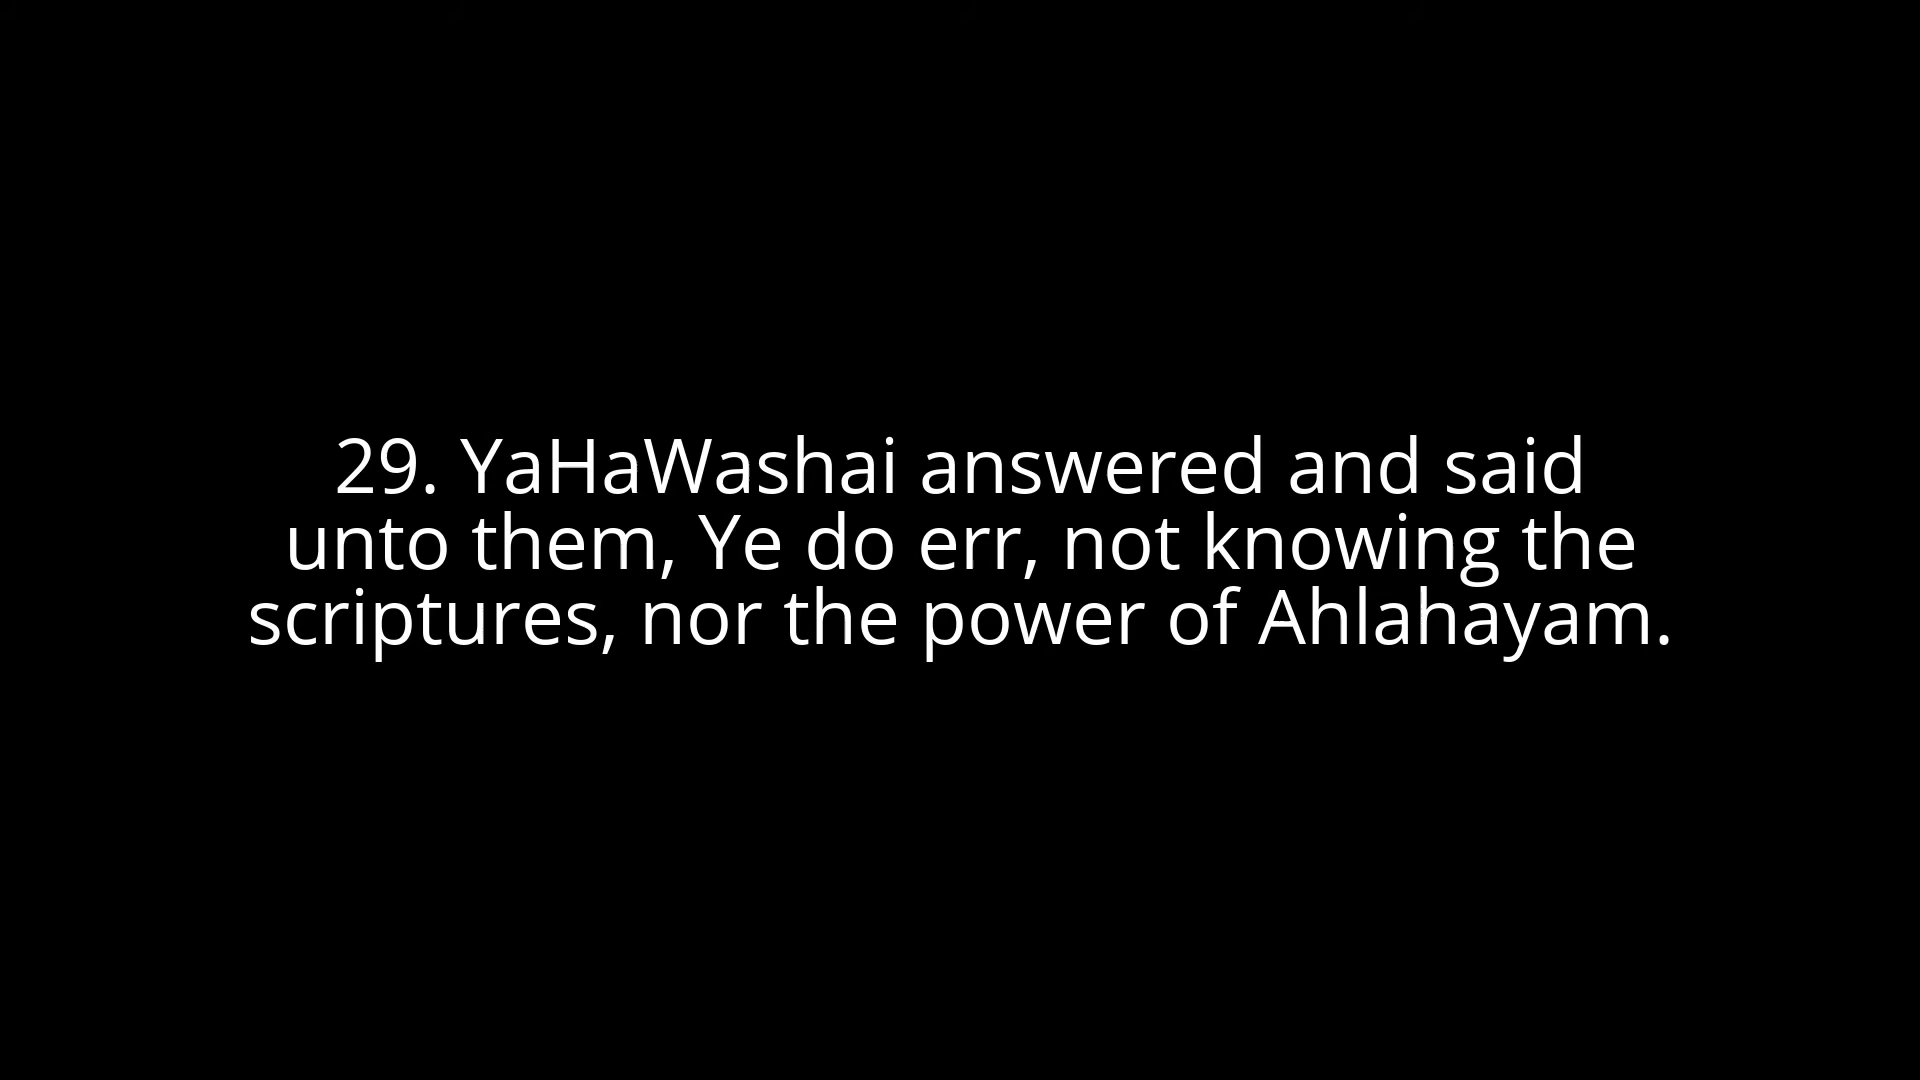 29. YaHaWashai answered and said
unto them, Ye do err, not knowing the
scriptures, nor the power of Ahlahayam.